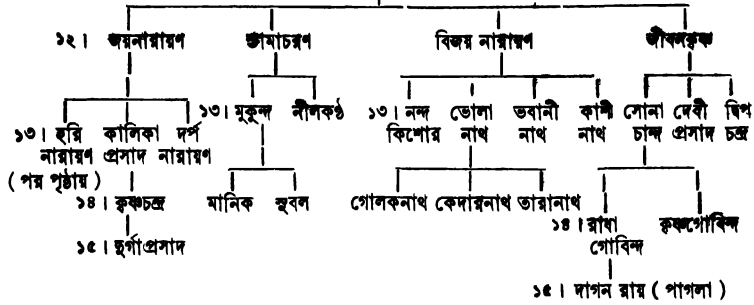 ১২। জয়নারায়ণ শ্যামাচরণ বিজয় নারায়ণ জীবনকৃষ্ণ
১৩। হরি কালিকা দর্প ১৩। মুকুন্দ নীলকণ্ঠ ১৩। নন্দ ভোলা ভবানী কাশী সোনা দেবী দ্বিপ
নারায়ণ প্রসাদ নারায়ণ কিশোর নাথ নাথ নাথ চান্দ প্রসাদ চন্দ্র
(পর পৃষ্ঠায়)
১৪। কৃষ্ণচন্দ্র মানিক সুবল গোলকনাথ কেদারনাথ তারানাথ ১৪। রাধা কৃষ্ণগোবিন্দ
গোবিন্দ
১৫। দুর্গাপ্রসাদ
১৫। দাগন রায় (পাগলা)